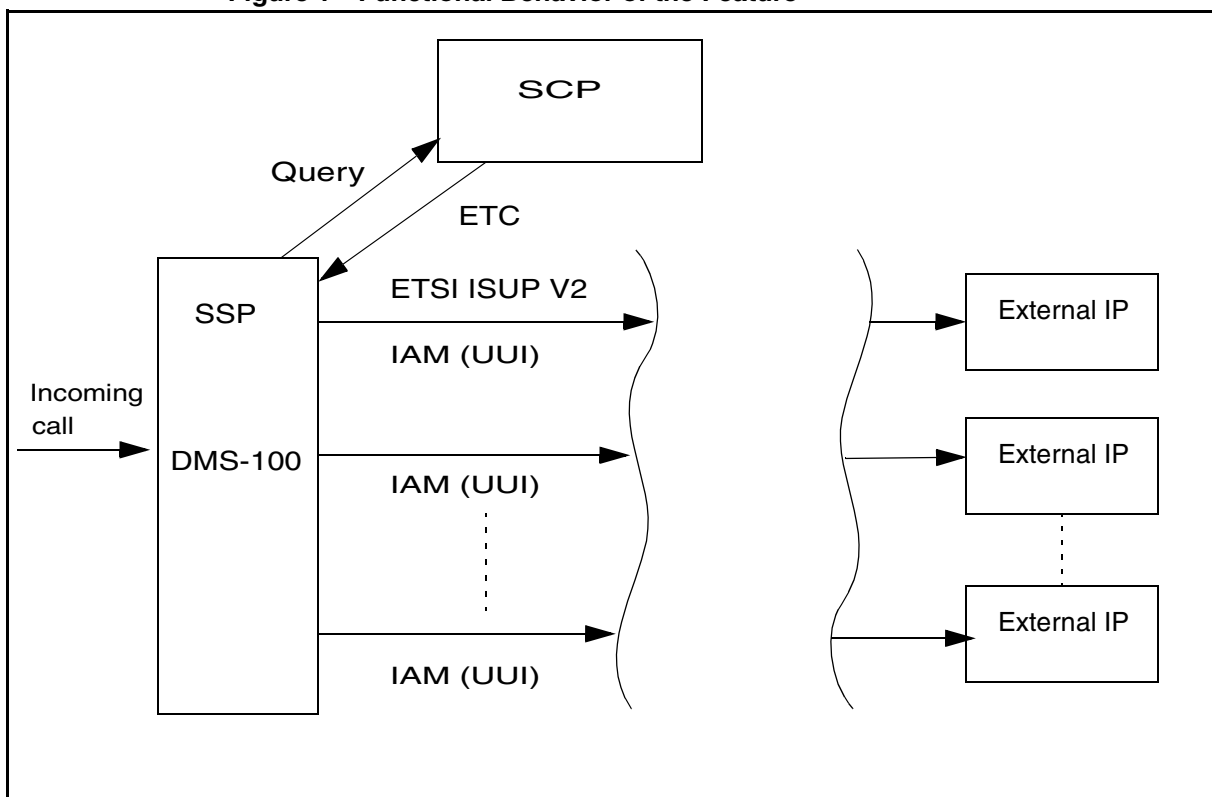 Figure 1 – Functional Behavior of the Feature
SCP
Query
ETC
SSP
ETSI ISUP V2
External IP
IAM (UUI)
Incoming
call
DMS-100
External IP
IAM (UUI)
External IP
IAM (UUI)